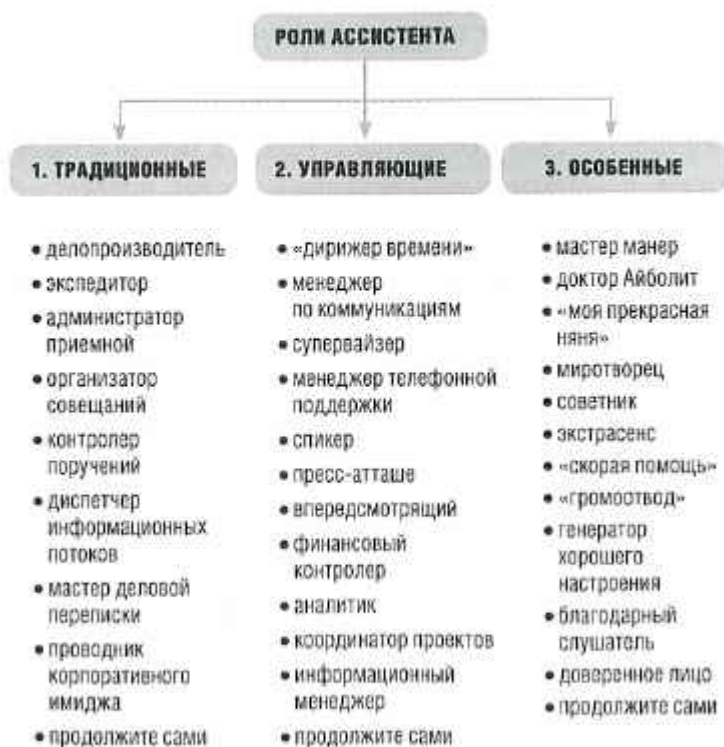 РОЛИ АССИСТЕНТА
1. ТРАДИЦИОННЫЕ
• делопроизводитель
• экспедитор
• администратор
приемной
• организатор
совещаний
• контролер
поручений
• диспетчер
информационных
потоков
• мастер деловой
переписки
• проводник
корпоративного
имиджа
• продолжите сами
2. УПРАВЛЯЮЩИЕ
• «дирижер времени»
• менеджер
по коммуникациям
• супервайзер
• менеджер телефонной
поддержки
• спикер
• пресс-атташе
• впередсмотрящий
• финансовый
контролер
• аналитик
• координатор проектов
• информационный
менеджер
• продолжите сами
3. ОСОБЕННЫЕ
• мастер манер
• доктор Айболит
• «моя прекрасная
няня»
• миротворец
• советник
• экстрасенс
• «скорая помощь»
• «громоотвод»
• генератор
хорошего
настроения
• благодарный
слушатель
• доверенное лицо
• продолжите сами